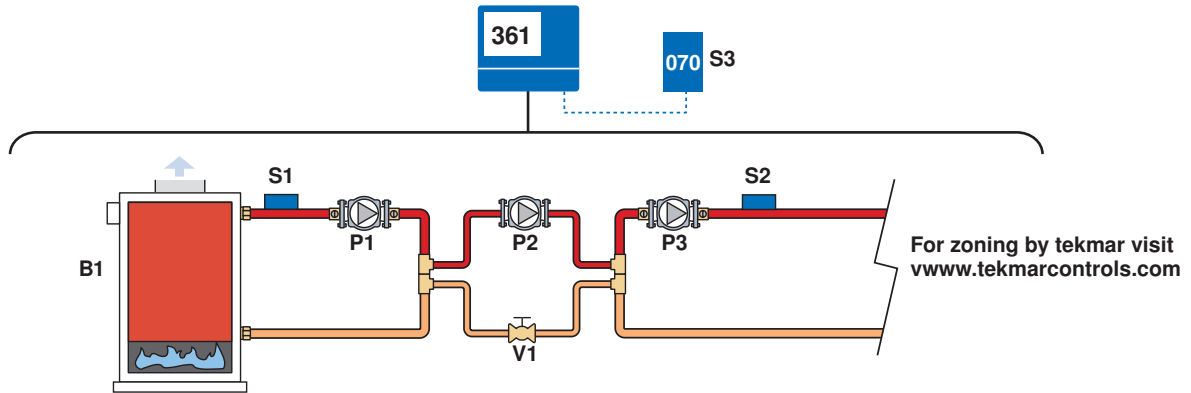 361
070 S3
S1
S2
P1
P2
P3
B1
For zoning by tekmar visit
vwww.tekmarcontrols.com
V1